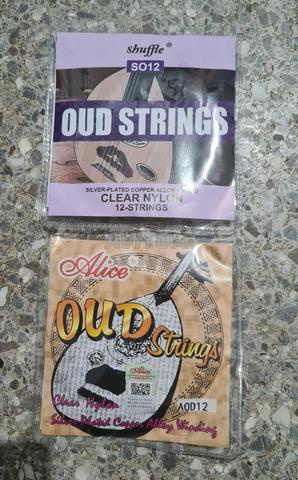 shuffle®
SO12
OUD STRINGS
SILVER-PLATED COPPER ALLOY
CLEAR NYLON
12-STRINGS
Alice®
OUD
Strings
Alice
AOD12
Clear Nylon
Silver Plated Copper Alloy Winding